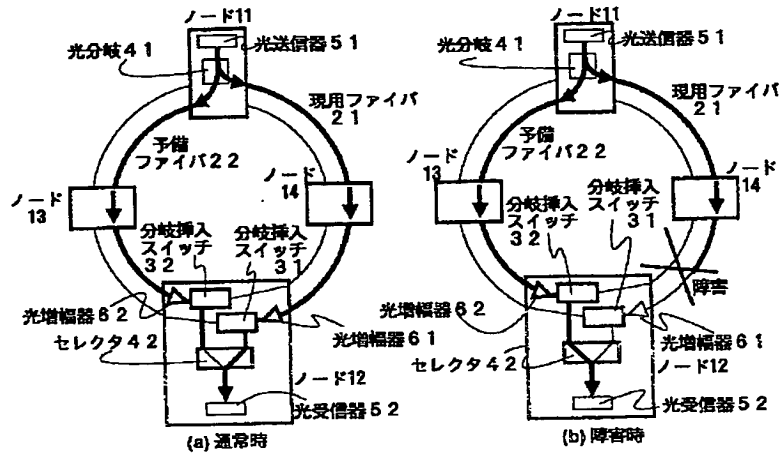 ノード11
光分岐41
光送信器51
現用ファイバ
21
予備
ファイバ22
ノード
13
ノード
14
分岐挿入
スイッチ
32
分岐挿入
スイッチ
31
光増幅器62
光増幅器61
セレクタ42
ノード12
光受信器52
(a) 通常時
ノード11
光分岐41
光送信器51
現用ファイバ
21
予備
ファイバ22
ノード
13
ノード
14
分岐挿入
スイッチ
32
分岐挿入
スイッチ
31
障害
光増幅器62
光増幅器61
セレクタ42
ノード12
光受信器52
(b) 障害時